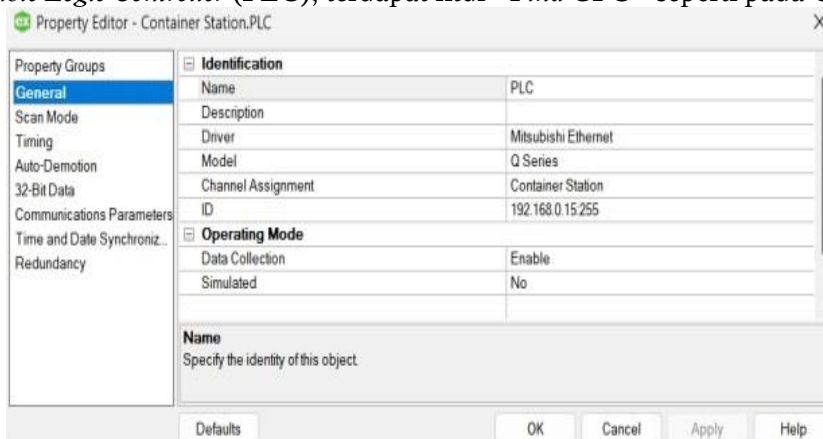 Property Editor - Container Station.PLC
Property Groups
General
Scan Mode
Timing
Auto-Demotion
32-Bit Data
Communications Parameters
Time and Date Synchroniz...
Redundancy
Identification
Name PLC
Description
Driver Mitsubishi Ethernet
Model Q Series
Channel Assignment Container Station
ID 192.168.0.15:255
Operating Mode
Data Collection Enable
Simulated No
Name
Specify the identity of this object.
Defaults OK Cancel Apply Help